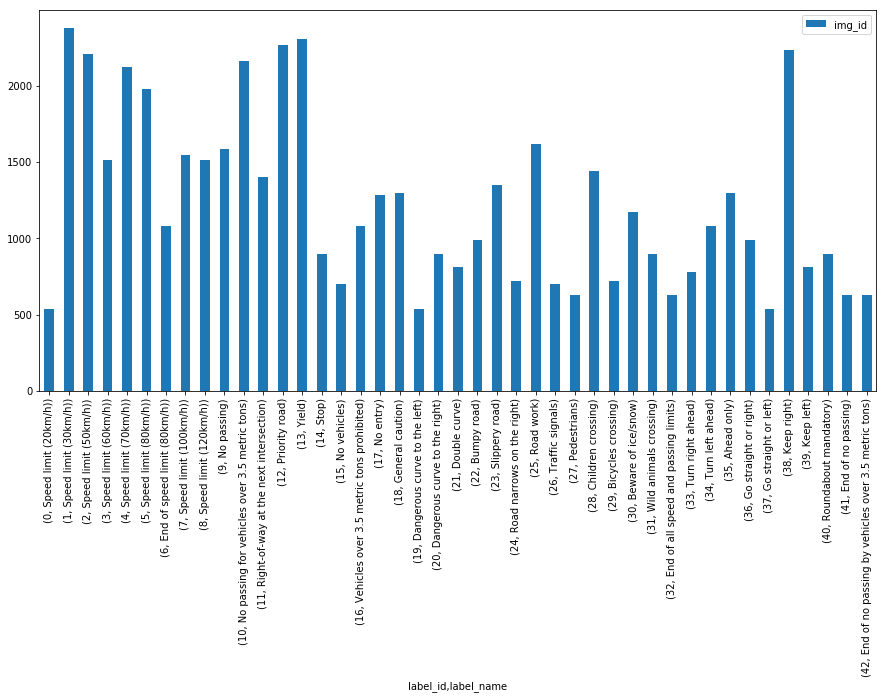 img_id
2000
1500
1000
500
0
(0, Speed limit (20km/h))
(1, Speed limit (30km/h))
(2, Speed limit (50km/h))
(3, Speed limit (60km/h))
(4, Speed limit (70km/h))
(5, Speed limit (80km/h))
(6, End of speed limit (80km/h))
(7, Speed limit (100km/h))
(8, Speed limit (120km/h))
(9, No passing)
(10, No passing for vehicles over 3.5 metric tons)
(11, Right-of-way at the next intersection)
(12, Priority road)
(13, Yield)
(14, Stop)
(15, No vehicles)
(16, Vehicles over 3.5 metric tons prohibited)
(17, No entry)
(18, General caution)
(19, Dangerous curve to the left)
(20, Dangerous curve to the right)
(21, Double curve)
(22, Bumpy road)
(23, Slippery road)
(24, Road narrows on the right)
(25, Road work)
(26, Traffic signals)
(27, Pedestrians)
(28, Children crossing)
(29, Bicycles crossing)
(30, Beware of ice/snow)
(31, Wild animals crossing)
(32, End of all speed and passing limits)
(33, Turn right ahead)
(34, Turn left ahead)
(35, Ahead only)
(36, Go straight or right)
(37, Go straight or left)
(38, Keep right)
(39, Keep left)
(40, Roundabout mandatory)
(41, End of no passing)
(42, End of no passing by vehicles over 3.5 metric tons)
label_id,label_name